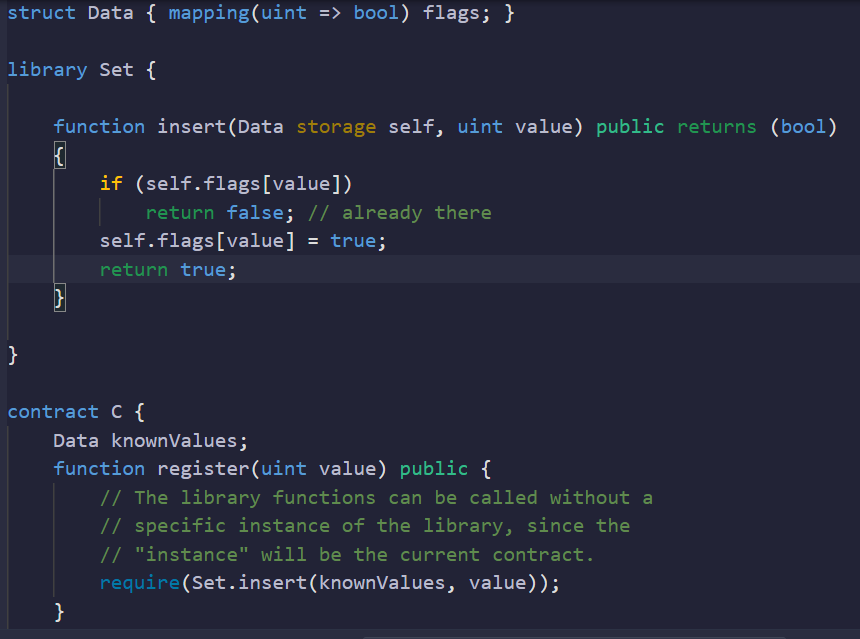 struct Data { mapping(uint => bool) flags; }
library Set {
function insert(Data storage self, uint value) public returns (bool)
{
if (self.flags[value])
return false; // already there
self.flags[value] = true;
return true;
}
}
contract C {
Data knownValues;
function register(uint value) public {
// The library functions can be called without a
// specific instance of the library, since the
// "instance" will be the current contract.
require(Set.insert(knownValues, value));
}